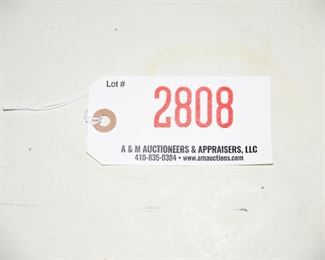 Lot #
2808
A & M AUCTIONEERS & APPRAISERS, LLC
410-835-0384 • www.amauctions.com